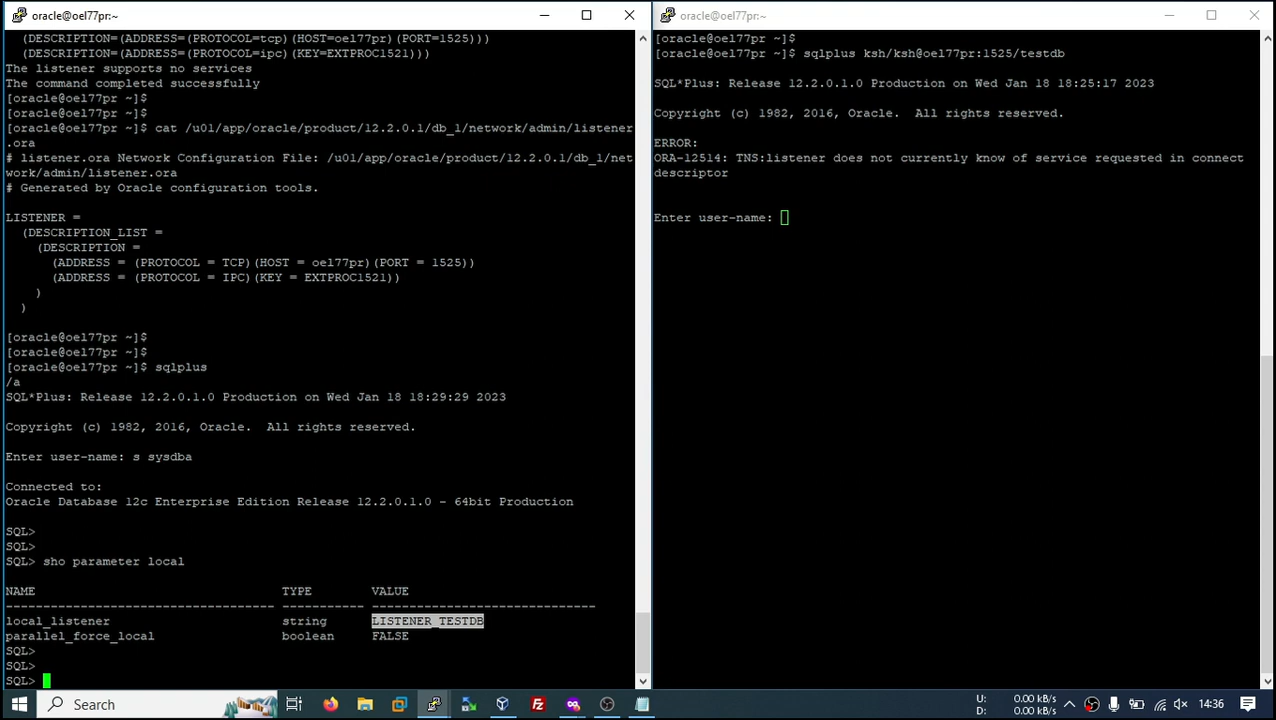 oracle@oel77pr:~
(DESCRIPTION=(ADDRESS=(PROTOCOL=tcp)(HOST=oel77pr)(PORT=1525)))
(DESCRIPTION=(ADDRESS=(PROTOCOL=ipc)(KEY=EXTPROC1521)))
The listener supports no services
The command completed successfully
[oracle@oel77pr ~]$
[oracle@oel77pr ~]$
[oracle@oel77pr ~]$ cat /u01/app/oracle/product/12.2.0.1/db_1/network/admin/listener
.ora
# listener.ora Network Configuration File: /u01/app/oracle/product/12.2.0.1/db_1/net
work/admin/listener.ora
# Generated by Oracle configuration tools.
LISTENER =
(DESCRIPTION_LIST =
(DESCRIPTION =
(ADDRESS = (PROTOCOL = TCP)(HOST = oel77pr)(PORT = 1525))
(ADDRESS = (PROTOCOL = IPC)(KEY = EXTPROC1521))
)
)
[oracle@oel77pr ~]$
[oracle@oel77pr ~]$
[oracle@oel77pr ~]$ sqlplus
/a
SQL*Plus: Release 12.2.0.1.0 Production on Wed Jan 18 18:29:29 2023
Copyright (c) 1982, 2016, Oracle.  All rights reserved.
Enter user-name: s sysdba
Connected to:
Oracle Database 12c Enterprise Edition Release 12.2.0.1.0 - 64bit Production
SQL>
SQL>
SQL> sho parameter local
NAME TYPE VALUE
------------------------------------ ----------- ------------------------------
local_listener string LISTENER_TESTDB
parallel_force_local boolean FALSE
SQL>
SQL>
SQL>
oracle@oel77pr:~
[oracle@oel77pr ~]$
[oracle@oel77pr ~]$ sqlplus ksh/ksh@oel77pr:1525/testdb
SQL*Plus: Release 12.2.0.1.0 Production on Wed Jan 18 18:25:17 2023
Copyright (c) 1982, 2016, Oracle.  All rights reserved.
ERROR:
ORA-12514: TNS:listener does not currently know of service requested in connect
descriptor
Enter user-name:
Search
U: 0.00 kB/s
D: 0.00 kB/s
14:36